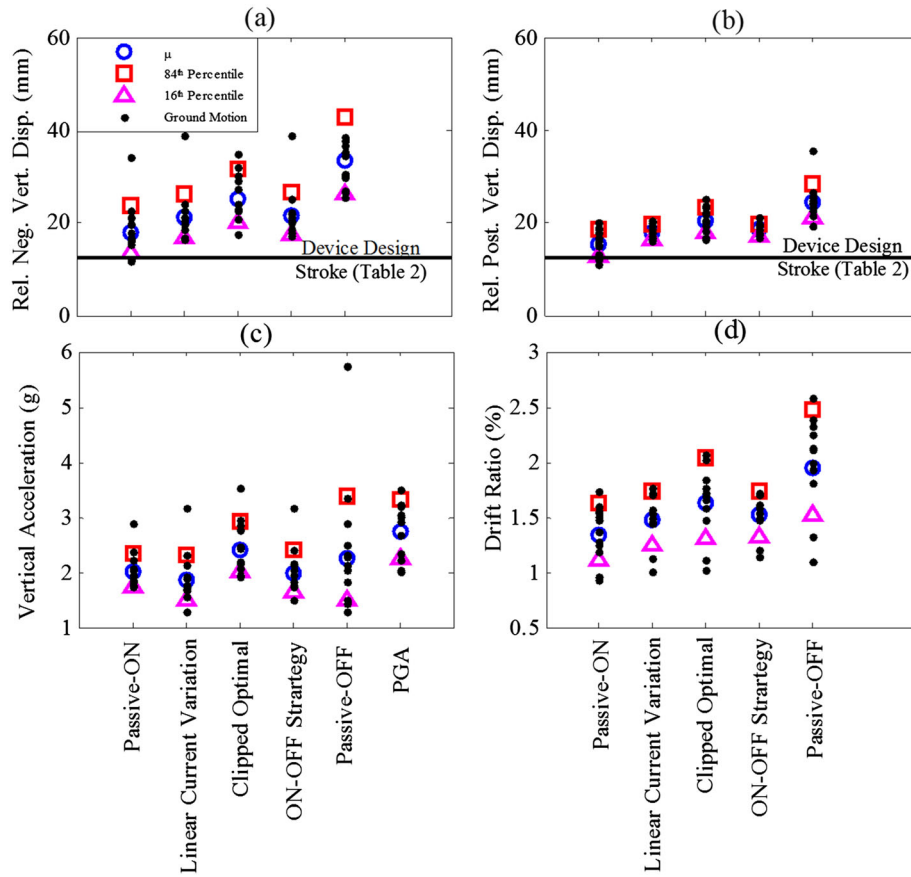 (a)
(b)
Rel. Neg. Vert. Disp. (mm)
60
40
20
0
μ
84th Percentile
16th Percentile
Ground Motion
Device Design
Stroke (Table 2)
Rel. Post. Vert. Disp. (mm)
60
40
20
0
Device Design
Stroke (Table 2)
(c)
(d)
Vertical Acceleration (g)
6
5
4
3
2
1
Passive-ON
Linear Current Variation
Clipped Optimal
ON-OFF Strartegy
Passive-OFF
PGA
Drift Ratio (%)
3
2.5
2
1.5
1
0.5
Passive-ON
Linear Current Variation
Clipped Optimal
ON-OFF Strartegy
Passive-OFF